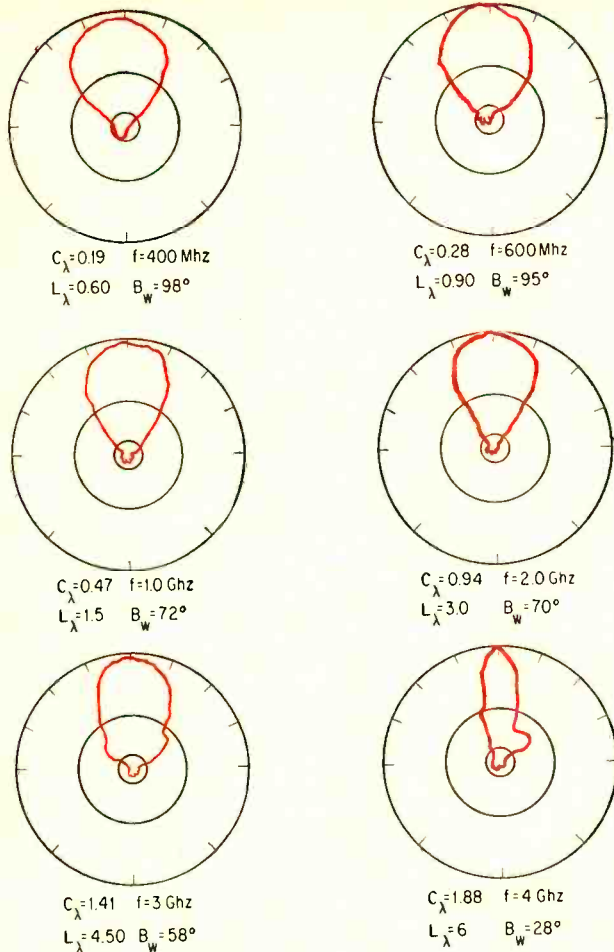 Cλ=0.19 f=400 Mhz
Lλ=0.60 Bw=98°
Cλ=0.28 f=600 Mhz
Lλ=0.90 Bw=95°
Cλ=0.47 f=1.0 Ghz
Lλ=1.5 Bw=72°
Cλ=0.94 f=2.0 Ghz
Lλ=3.0 Bw=70°
Cλ=1.41 f=3 Ghz
Lλ=4.50 Bw=58°
Cλ=1.88 f=4 Ghz
Lλ=6 Bw=28°